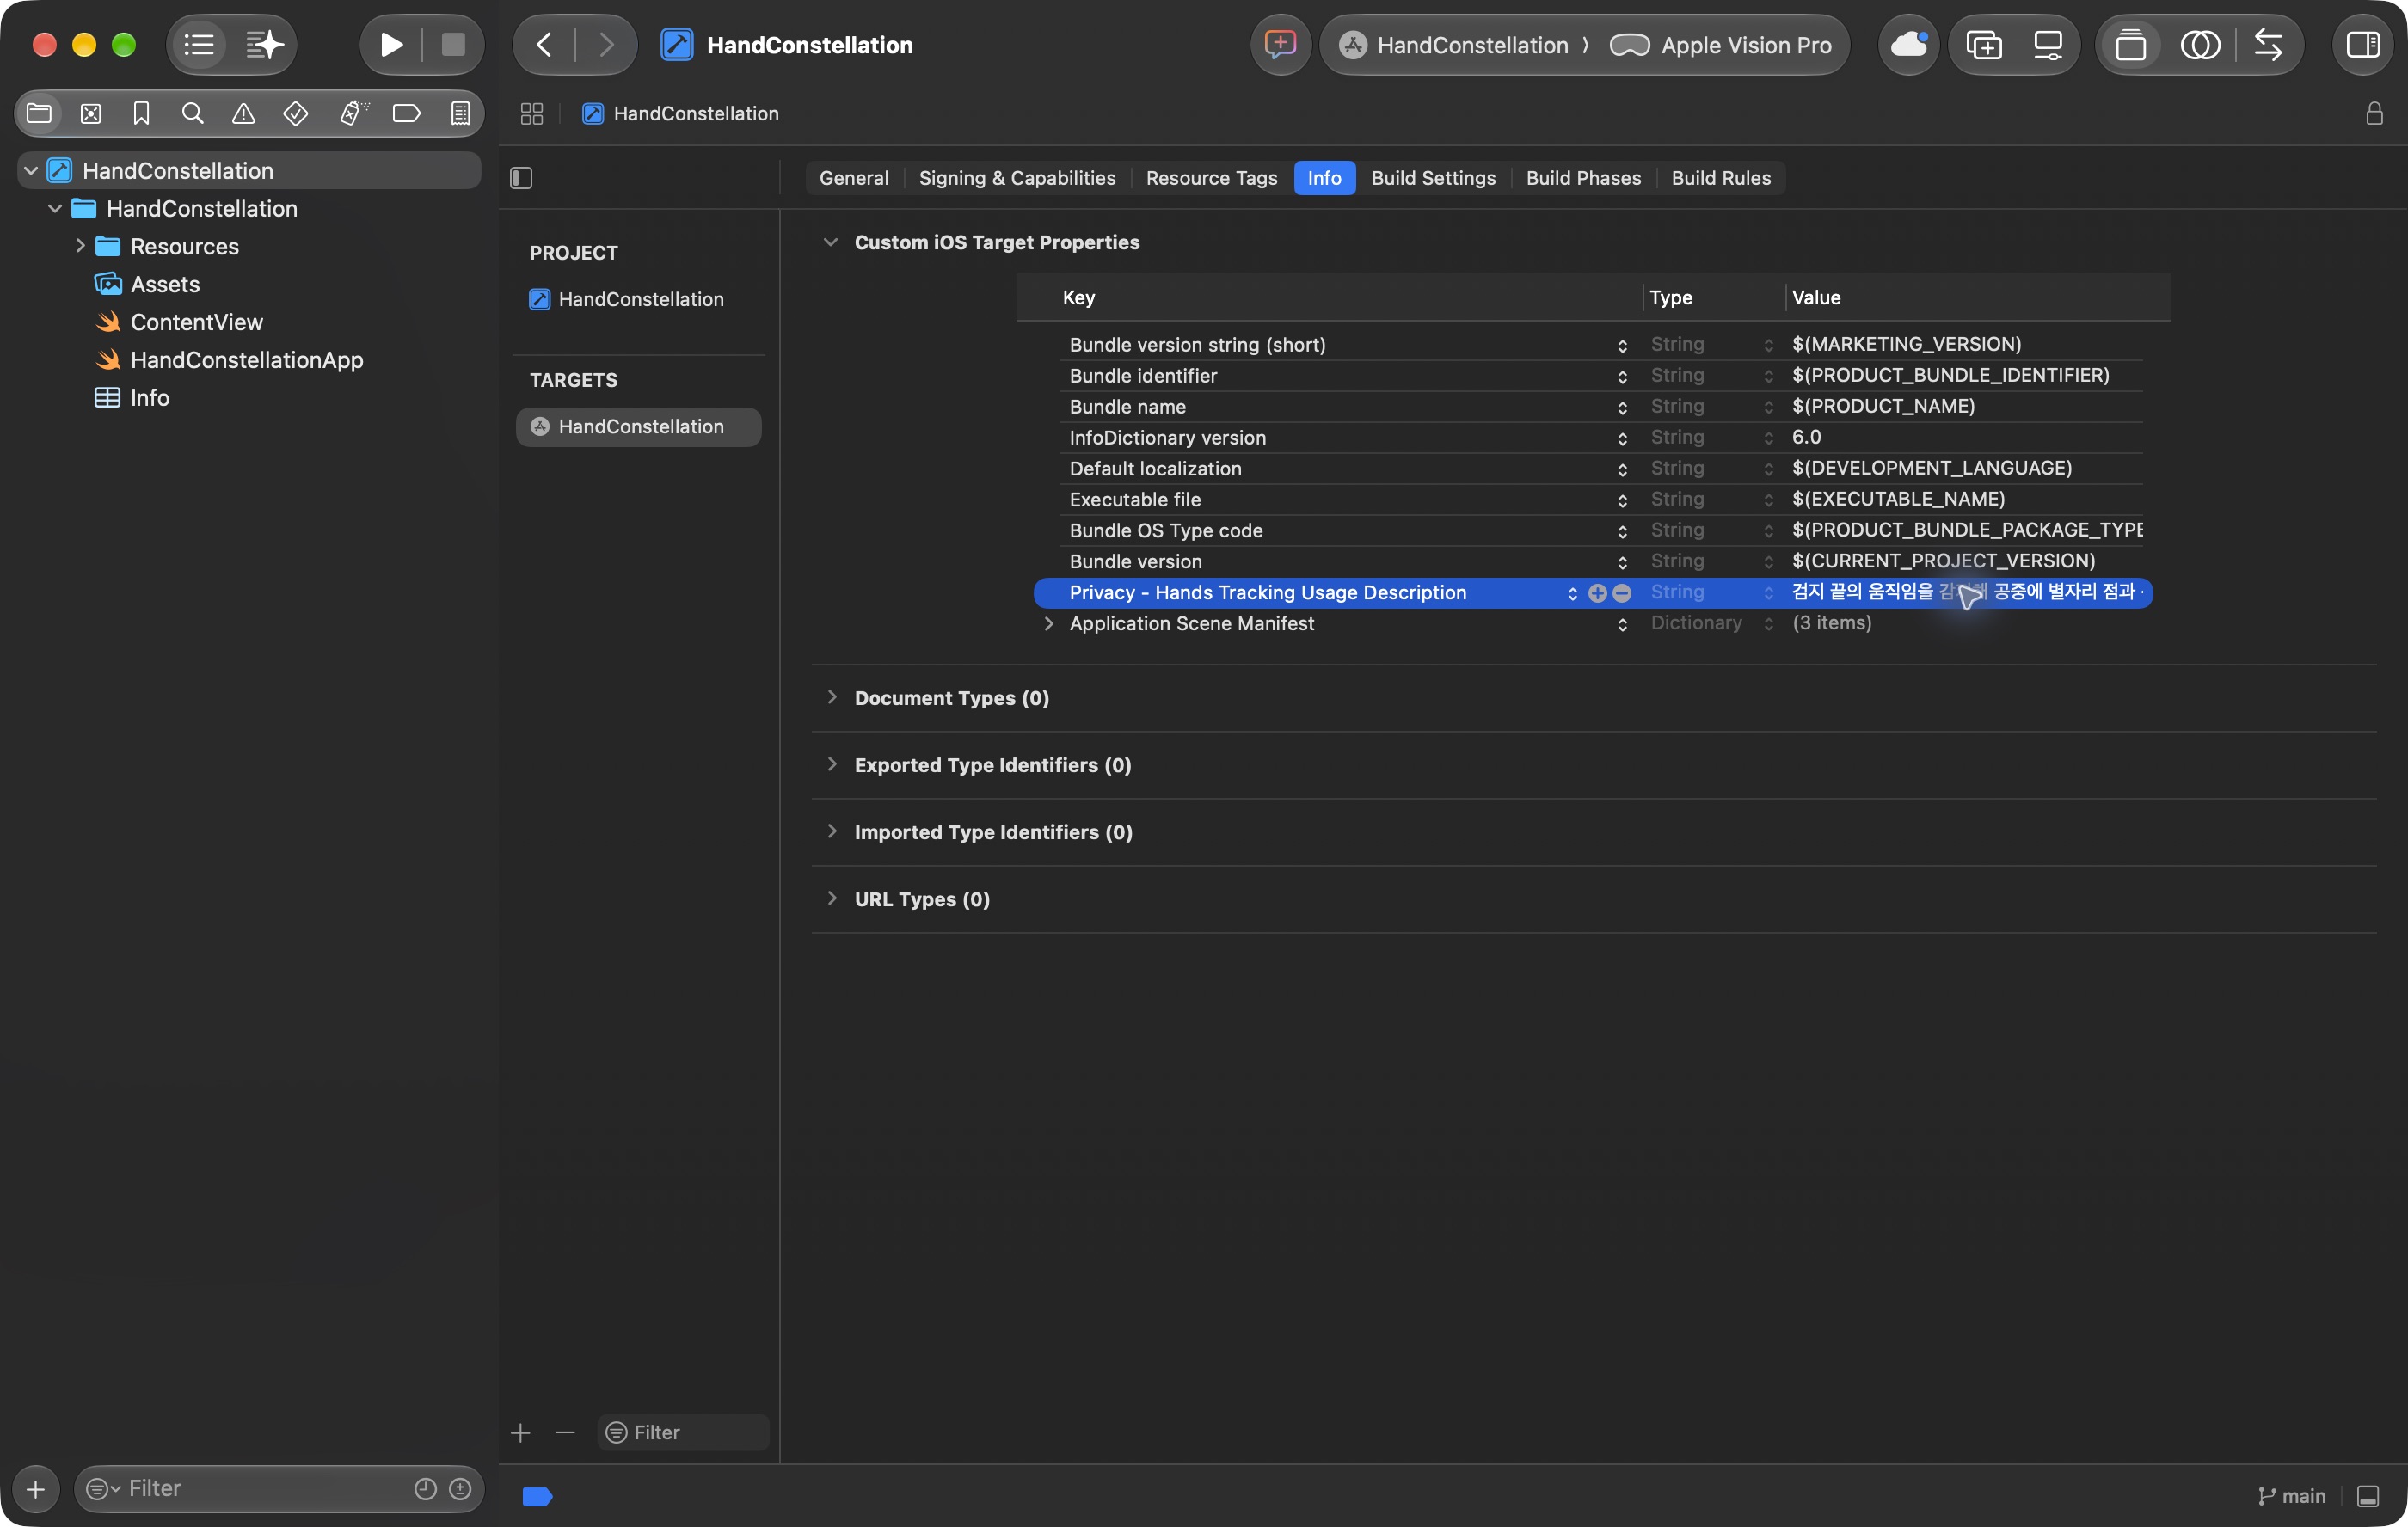 HandConstellation
HandConstellation
Apple Vision Pro
HandConstellation
HandConstellation
HandConstellation
Resources
Assets
ContentView
HandConstellationApp
Info
Filter
General
Signing & Capabilities
Resource Tags
Info
Build Settings
Build Phases
Build Rules
PROJECT
HandConstellation
TARGETS
HandConstellation
Filter
Custom iOS Target Properties
Key Type Value
Bundle version string (short) String $(MARKETING_VERSION)
Bundle identifier String $(PRODUCT_BUNDLE_IDENTIFIER)
Bundle name String $(PRODUCT_NAME)
InfoDictionary version String 6.0
Default localization String $(DEVELOPMENT_LANGUAGE)
Executable file String $(EXECUTABLE_NAME)
Bundle OS Type code String $(PRODUCT_BUNDLE_PACKAGE_TYPE
Bundle version String $(CURRENT_PROJECT_VERSION)
Privacy - Hands Tracking Usage Description String 검지 끝의 움직임을 공중에 별자리 점과
Application Scene Manifest Dictionary (3 items)
Document Types (0)
Exported Type Identifiers (0)
Imported Type Identifiers (0)
URL Types (0)
main